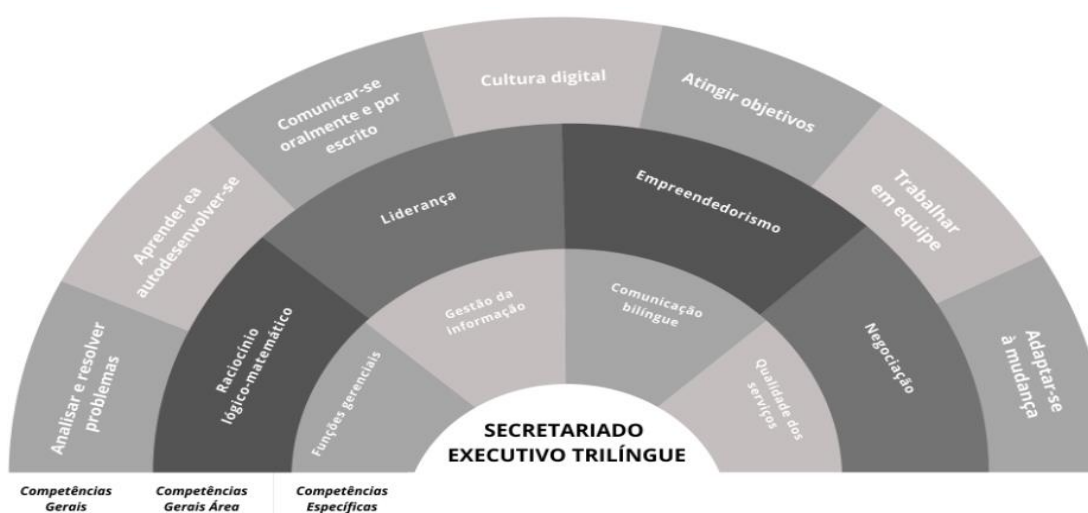 Analisar e resolver
problemas
Aprender ea
autodesenvolver-se
Comunicar-se
oralmente e por
escrito
Cultura digital
Atingir objetivos
Trabalhar
em equipe
Adaptar-se
à mudança
Raciocínio
lógico-matemático
Liderança
Empreendedorismo
Negociação
Funções gerenciais
Gestão da
informação
Comunicação
bilíngue
Qualidade dos
serviços
SECRETARIADO
EXECUTIVO TRILÍNGUE
Competências
Gerais
Competências
Gerais Área
Competências
Específicas